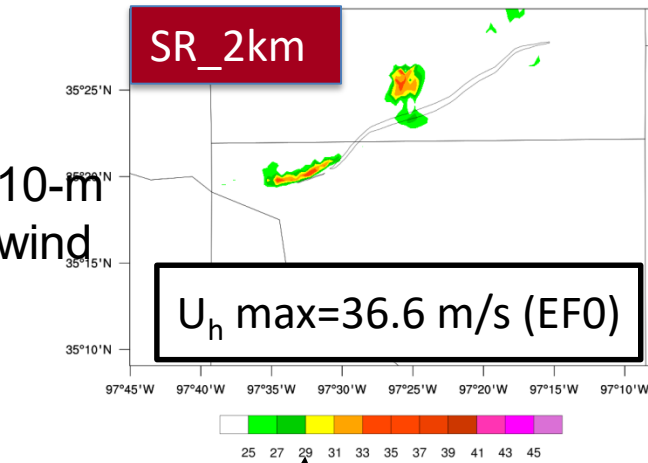 SR_2km
35°25'N
10-m
35°20'N
wind
35°15'N
Uₕ max=36.6 m/s (EF0)
35°10'N
97°45'W 97°40'W 97°35'W 97°30'W 97°25'W 97°20'W 97°15'W 97°10'W
25 27 29 31 33 35 37 39 41 43 45